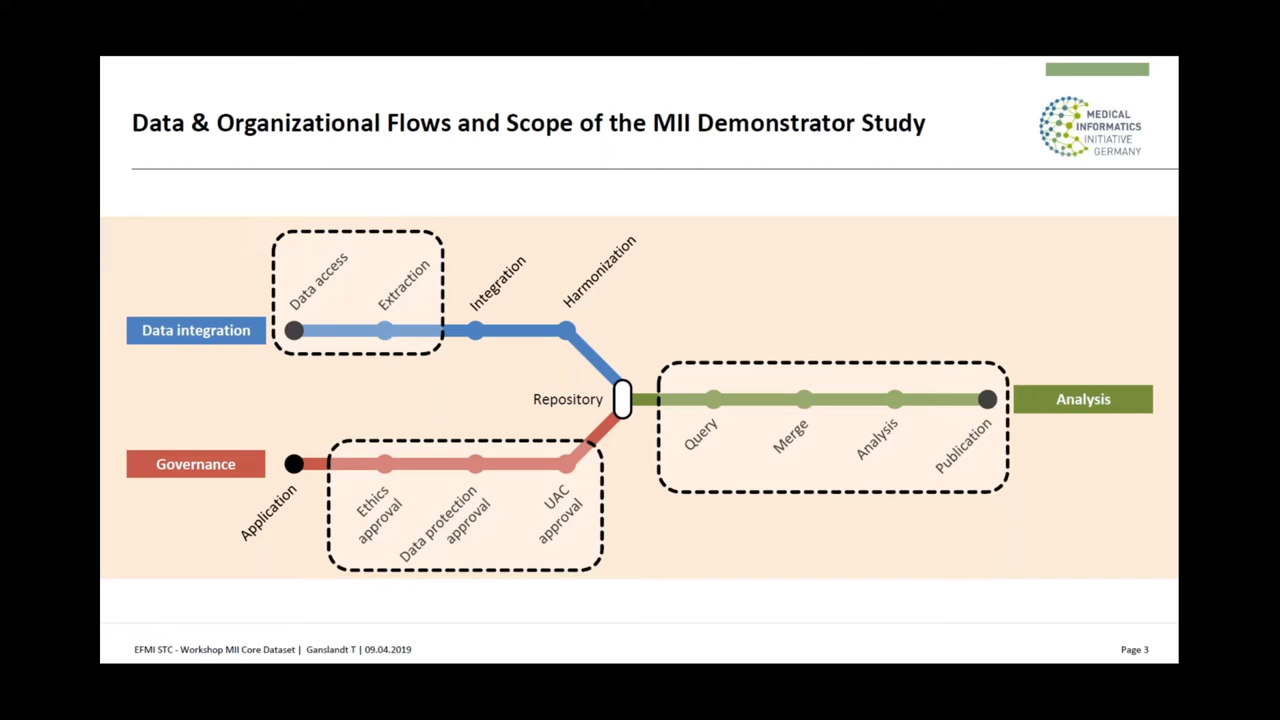 Data & Organizational Flows and Scope of the MII Demonstrator Study
MEDICAL
INFORMATICS
INITIATIVE
GERMANY
Data access
Extraction
Integration
Harmonization
Data integration
Repository
Query
Merge
Analysis
Publication
Analysis
Governance
Application
Ethics
approval
Data protection
approval
UAC
approval
EFMI STC - Workshop MII Core Dataset | Ganslandt T | 09.04.2019
Page 3